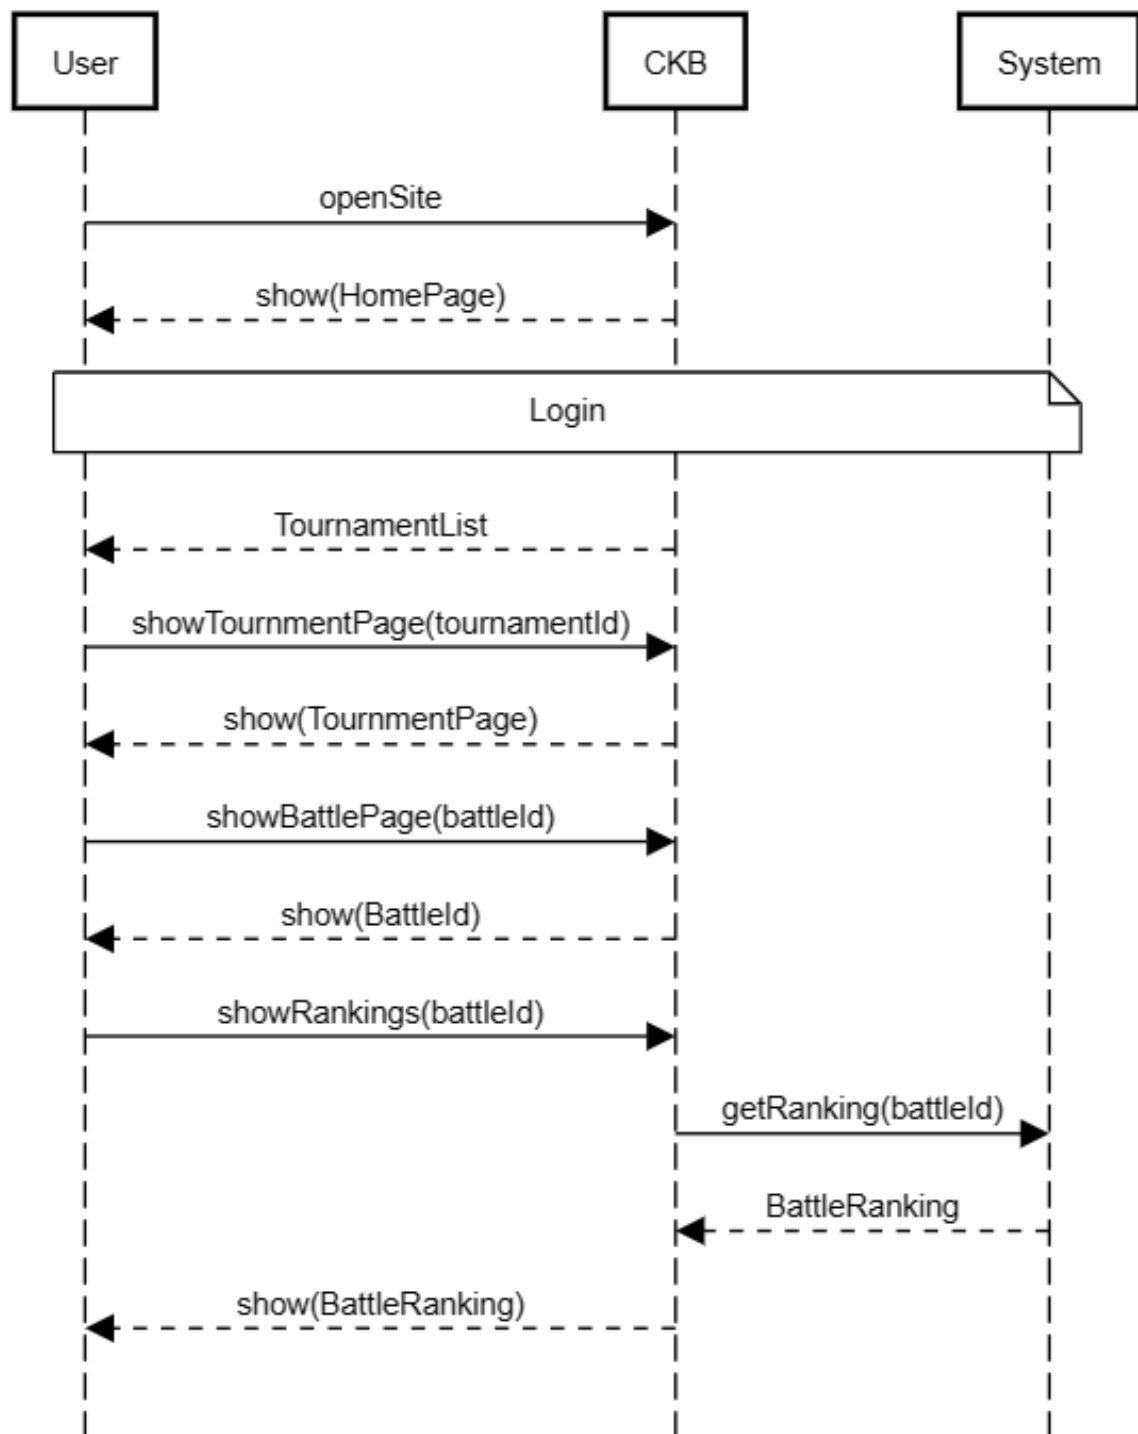 User
CKB
System
openSite
show(HomePage)
Login
TournamentList
showTournmentPage(tournamentId)
show(TournmentPage)
showBattlePage(battleId)
show(BattleId)
showRankings(battleId)
getRanking(battleId)
BattleRanking
show(BattleRanking)